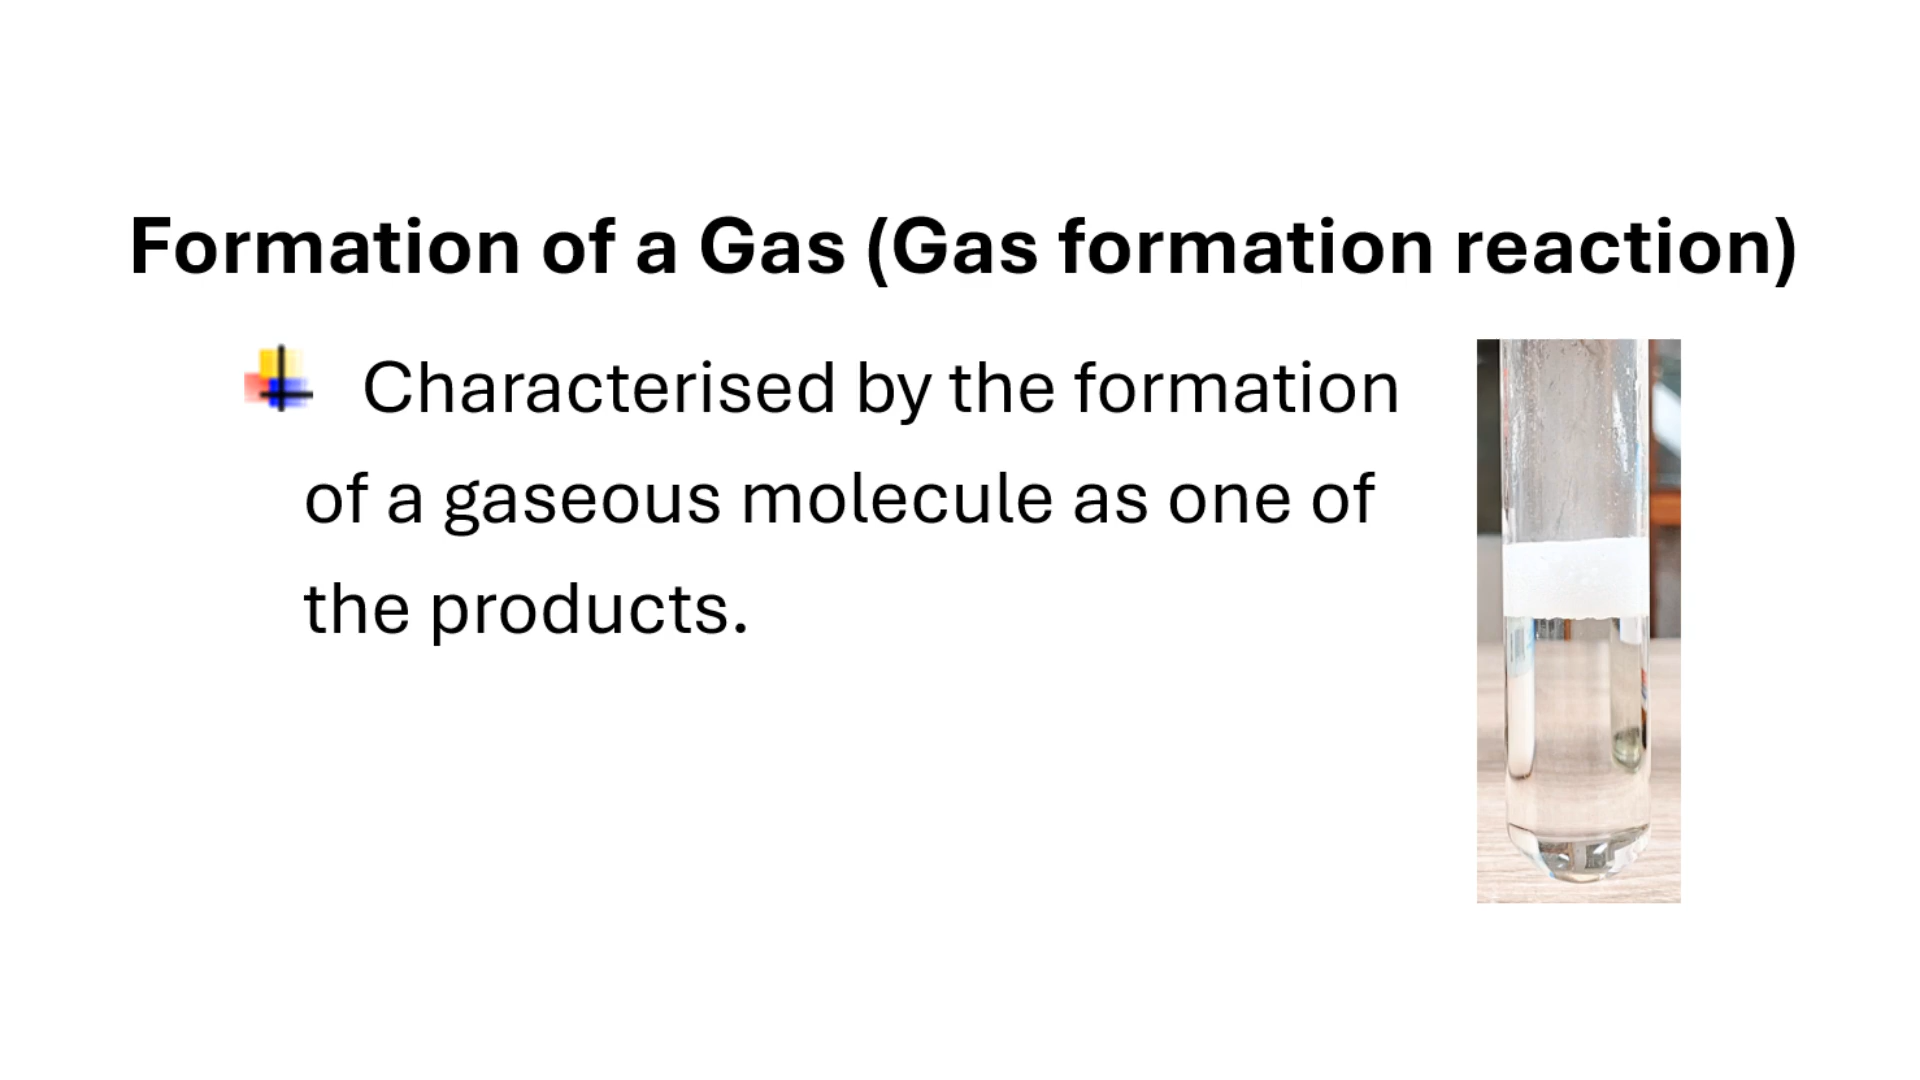 Formation of a Gas (Gas formation reaction)
Characterised by the formation
of a gaseous molecule as one of
the products.